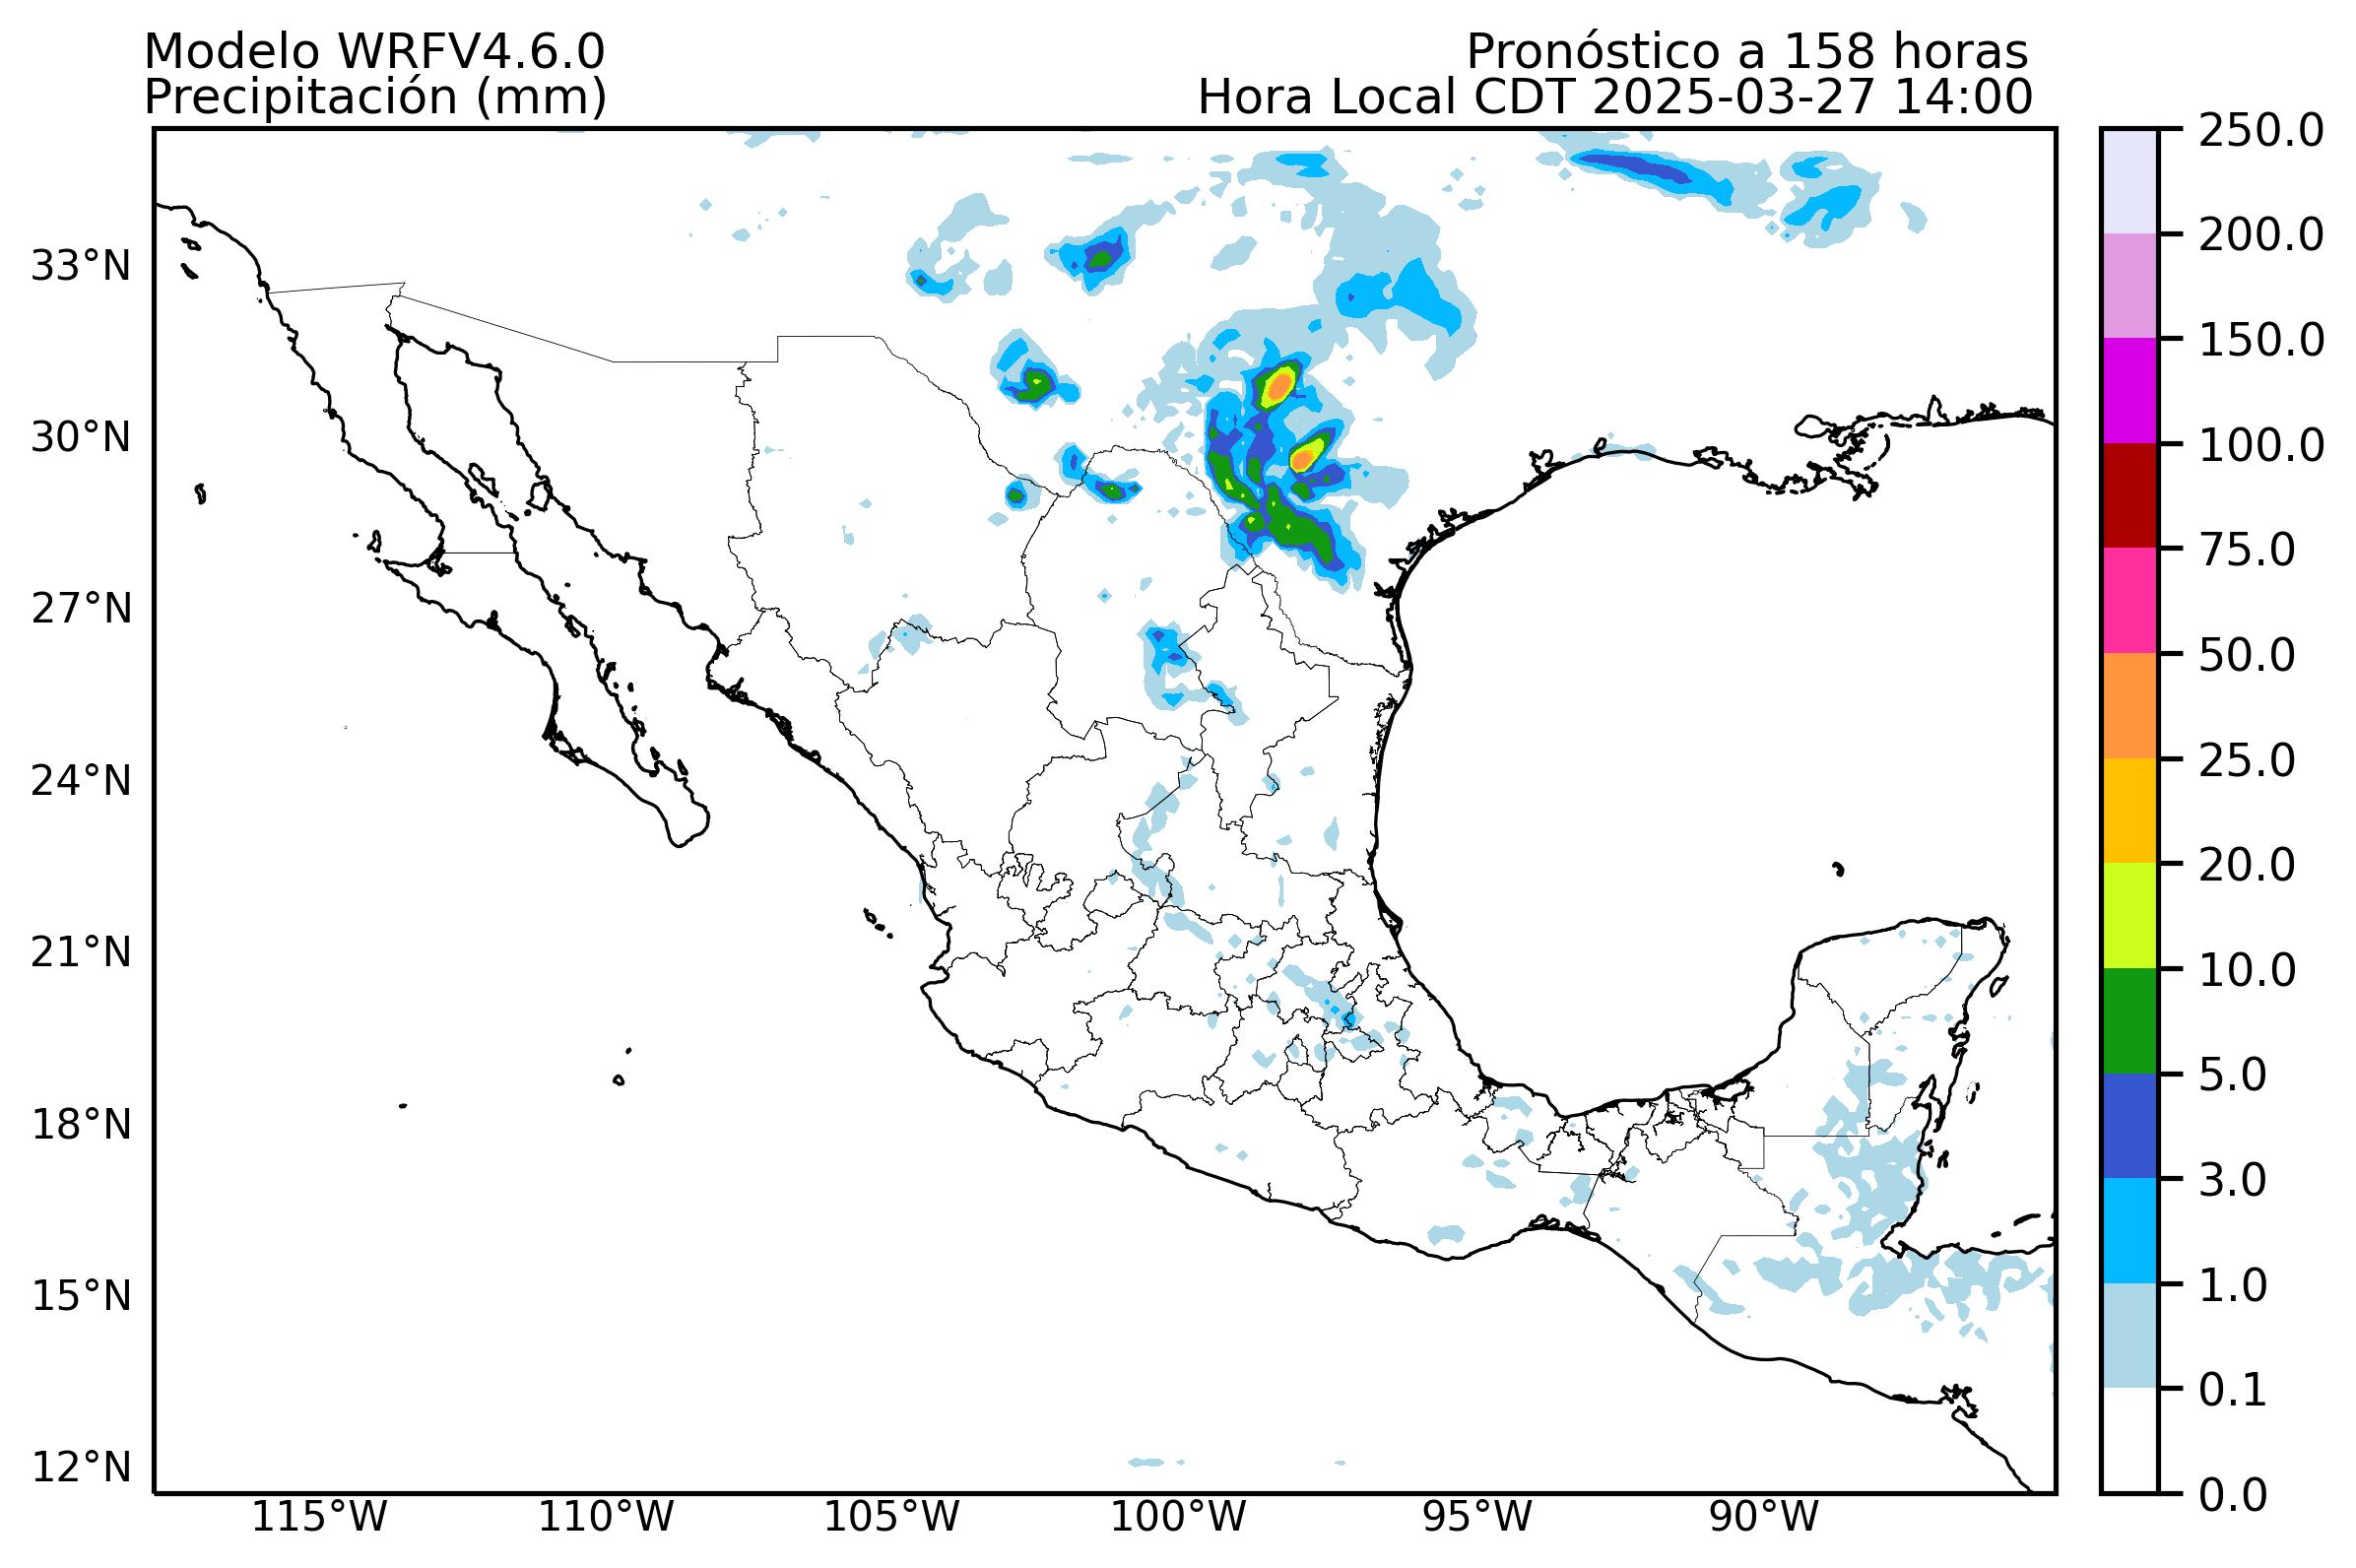 Modelo WRFV4.6.0
Pronóstico a 158 horas
Precipitación (mm)
Hora Local CDT 2025-03-27 14:00
33°N
30°N
27°N
24°N
21°N
18°N
15°N
12°N
115°W
110°W
105°W
100°W
95°W
90°W
250.0
200.0
150.0
100.0
75.0
50.0
25.0
20.0
10.0
5.0
3.0
1.0
0.1
0.0